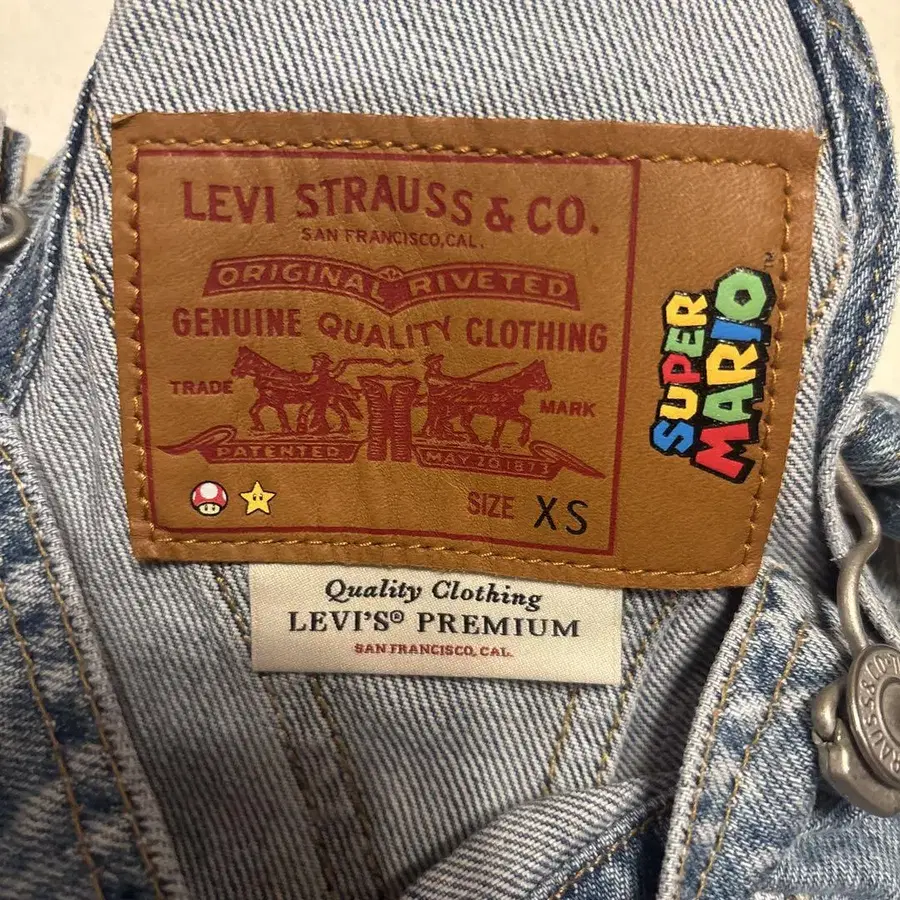 LEVI STRAUSS & CO.
SAN FRANCISCO, CAL.
ORIGINAL RIVETED
GENUINE QUALITY CLOTHING
TRADE MARK
PATENTED MAY 20 1873
SIZE XS
SUPER
MARIO™
Quality Clothing
LEVI'S® PREMIUM
SAN FRANCISCO, CAL.